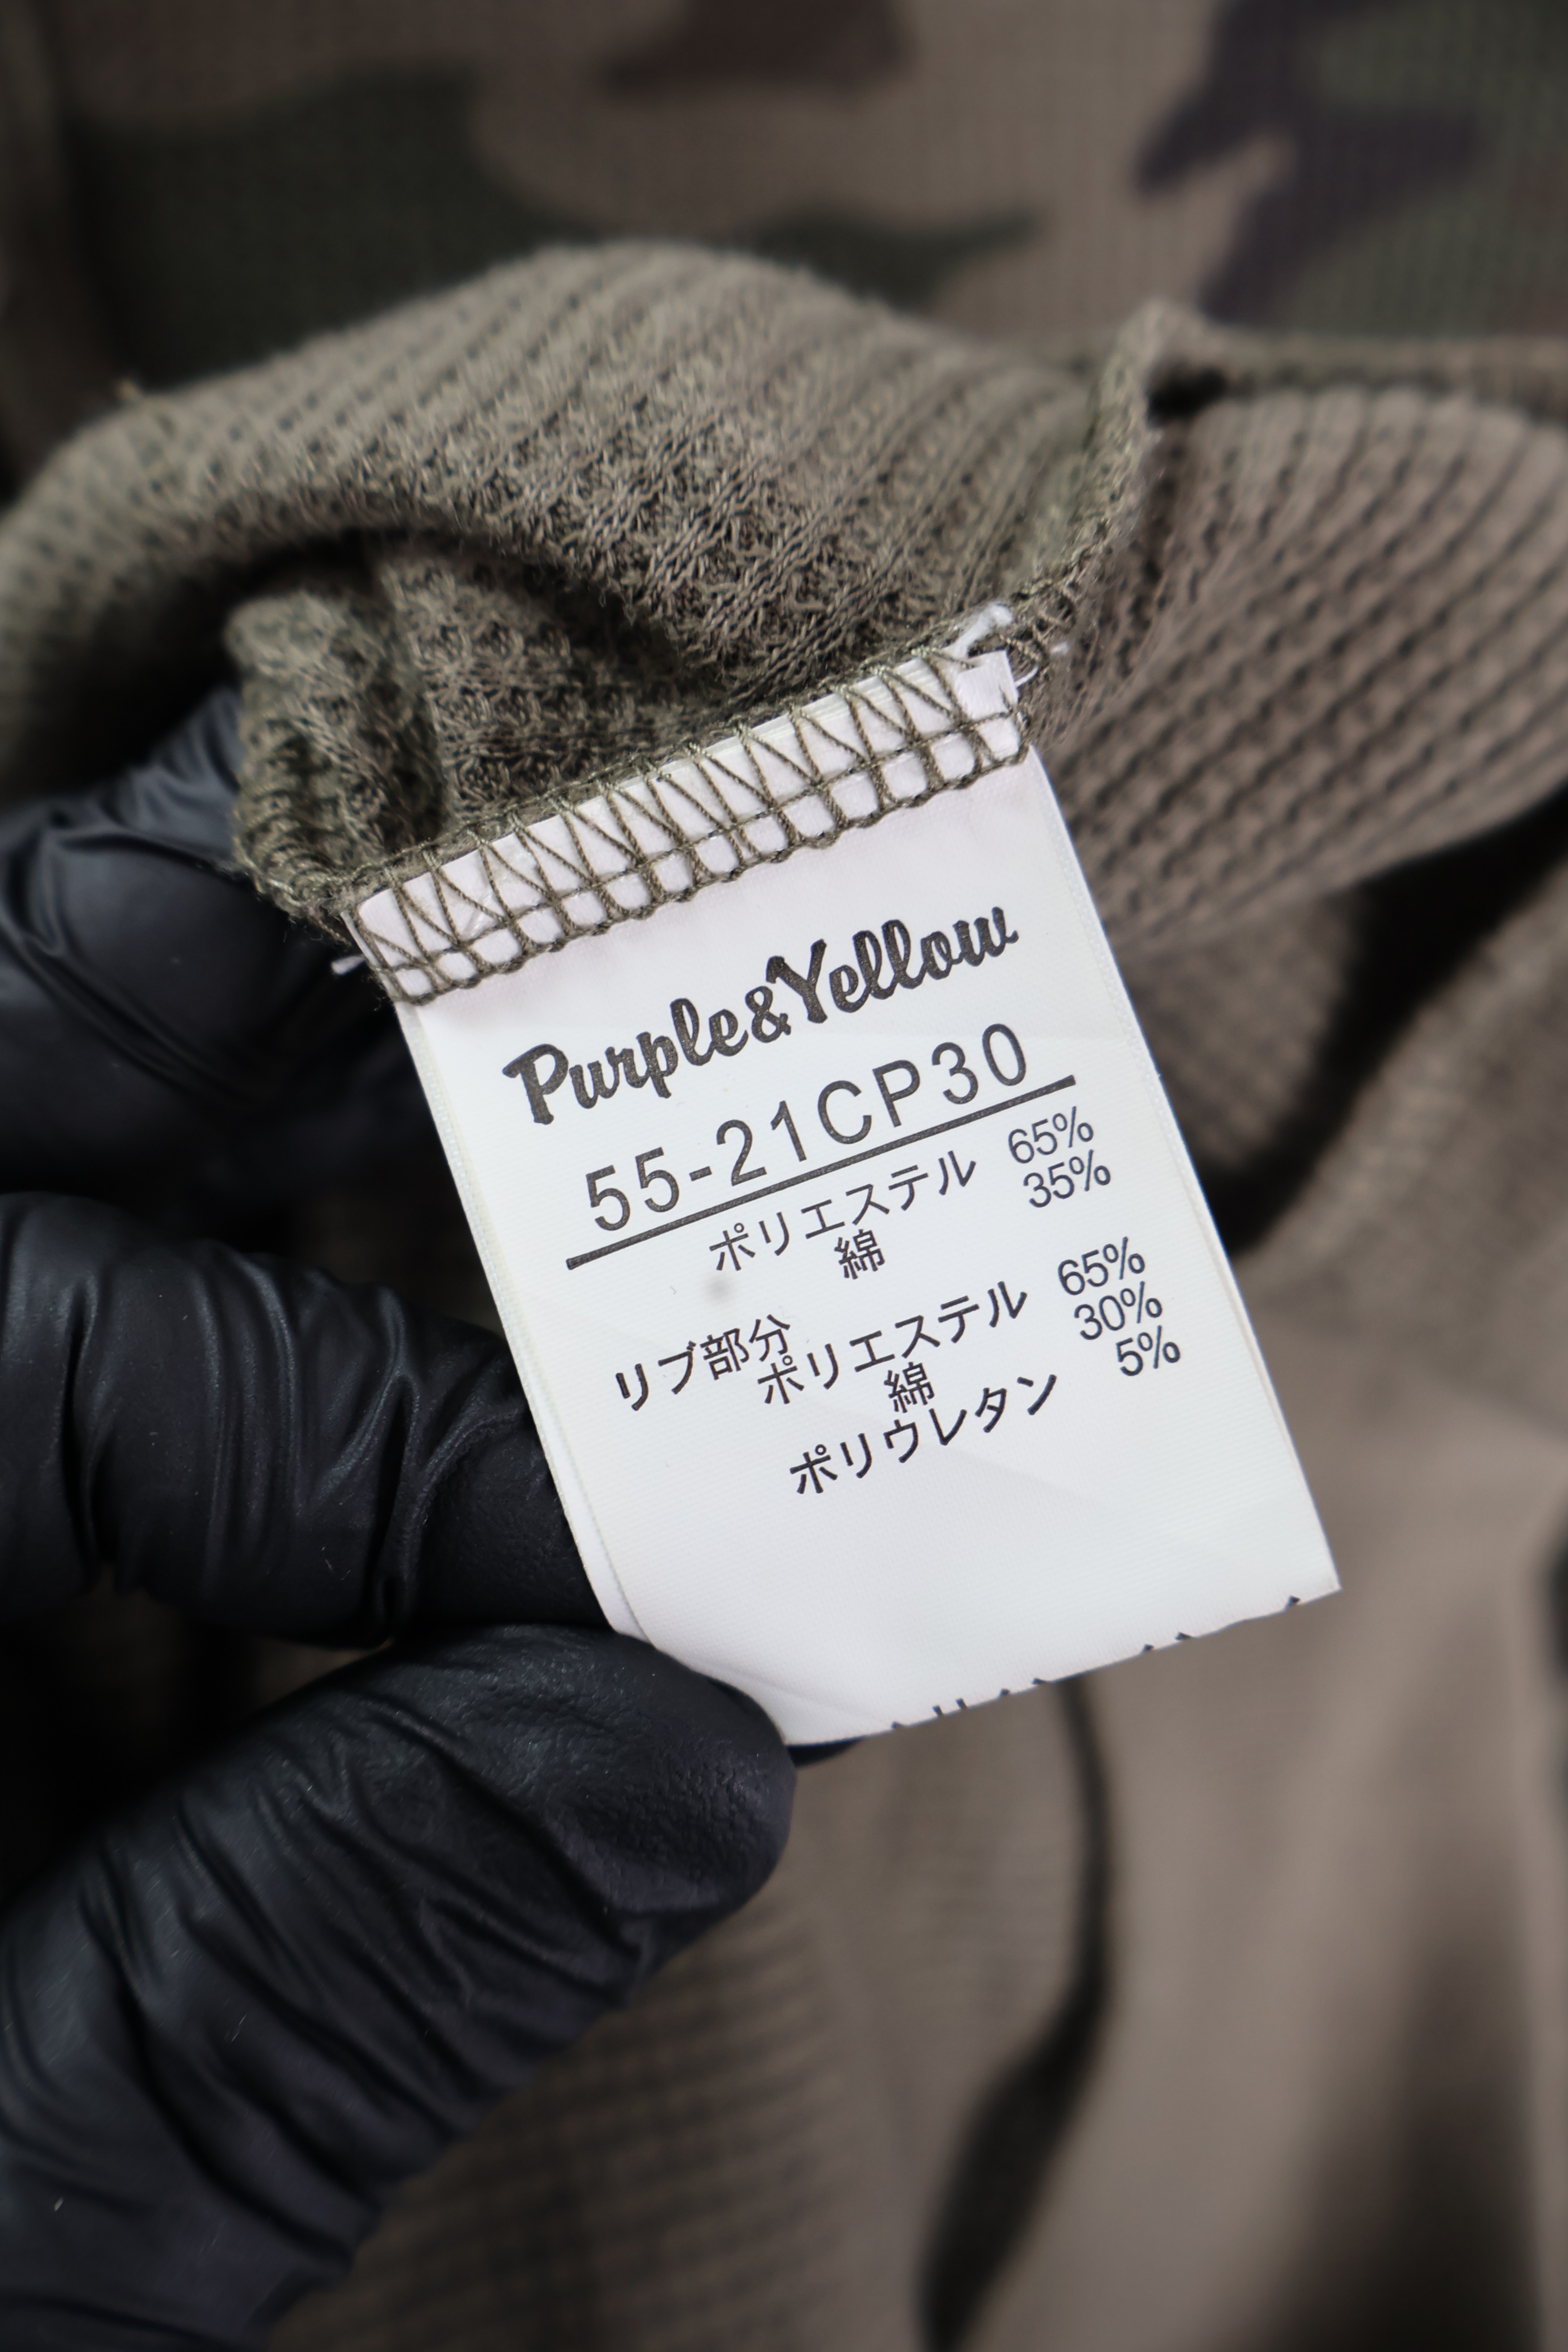 Purple&Yellow
55-21CP30
ポリエステル 65%
綿 35%
リブ部分
ポリエステル 65%
綿 30%
ポリウレタン 5%